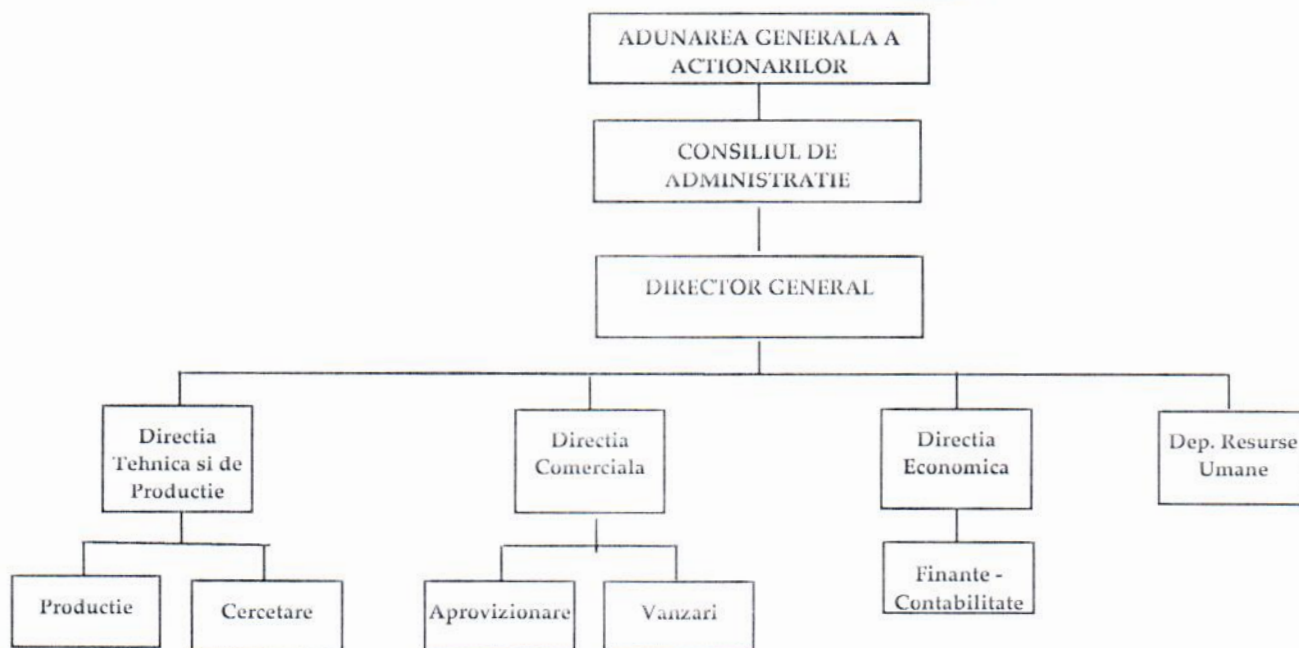 ADUNAREA GENERALA A
ACTIONARILOR
CONSILIUL DE
ADMINISTRATIE
DIRECTOR GENERAL
Directia
Tehnica si de
Productie
Directia
Comerciala
Directia
Economica
Dep. Resurse
Umane
Productie
Cercetare
Aprovizionare
Vanzari
Finante -
Contabilitate